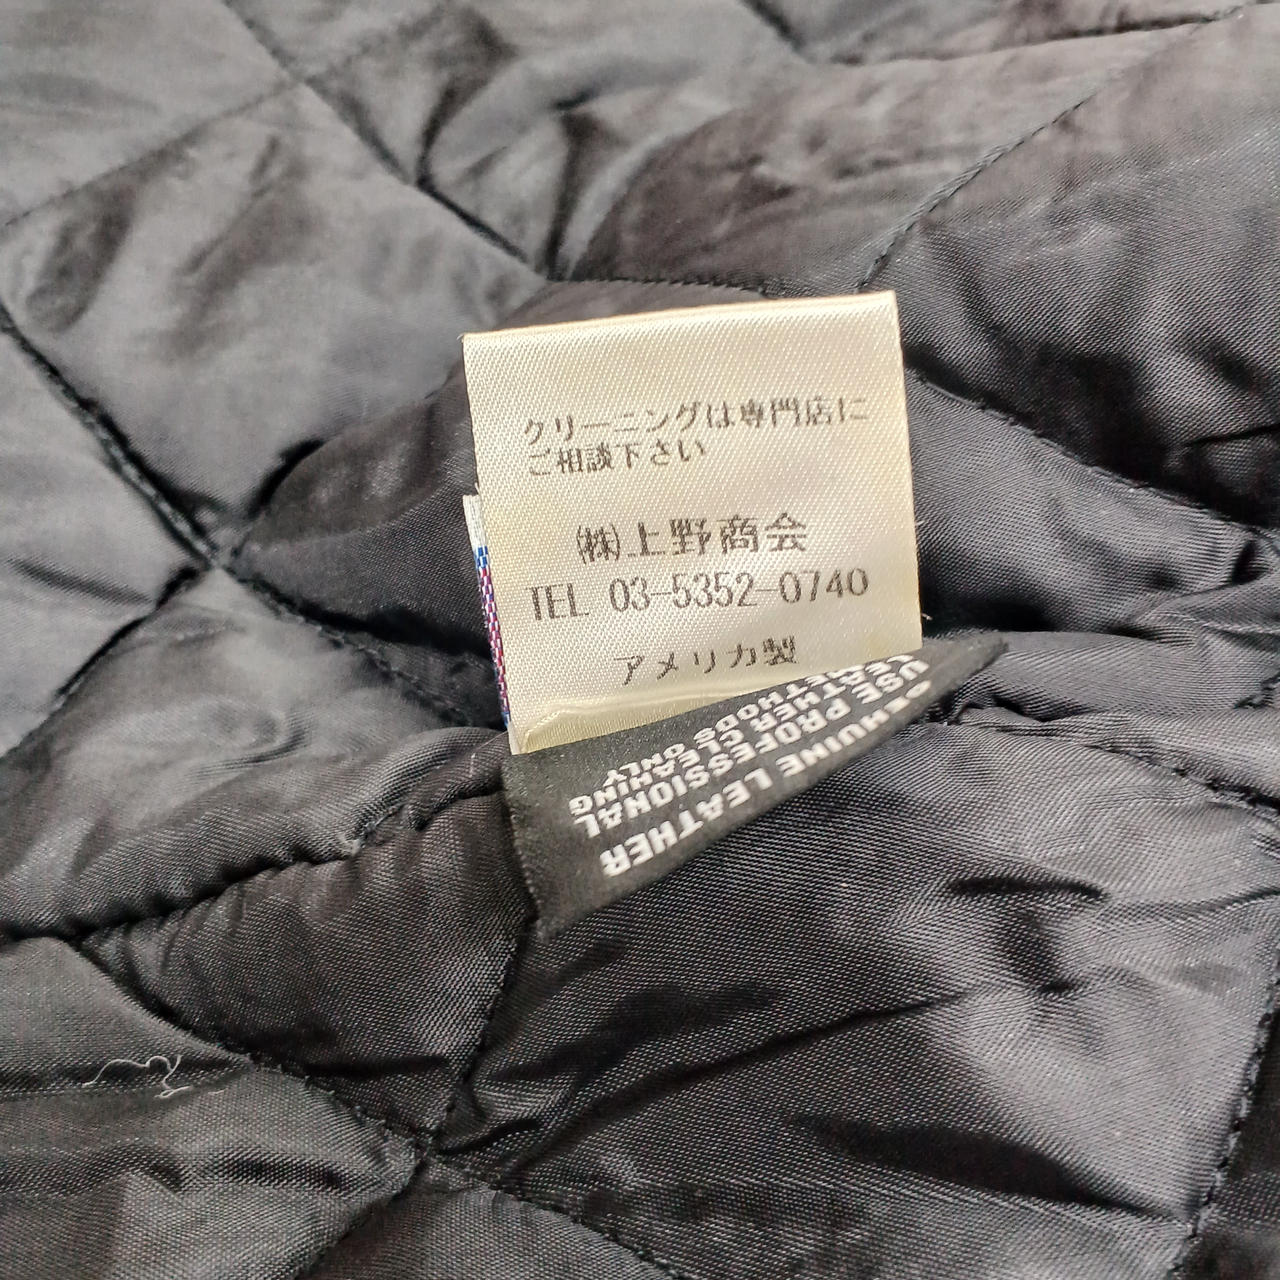 クリーニングは専門店に
ご相談下さい
㈱上野商会
TEL 03-5352-0740
アメリカ製
GENUINE LEATHER
USE PROFESSIONAL
LEATHER CLEANING
METHODS ONLY